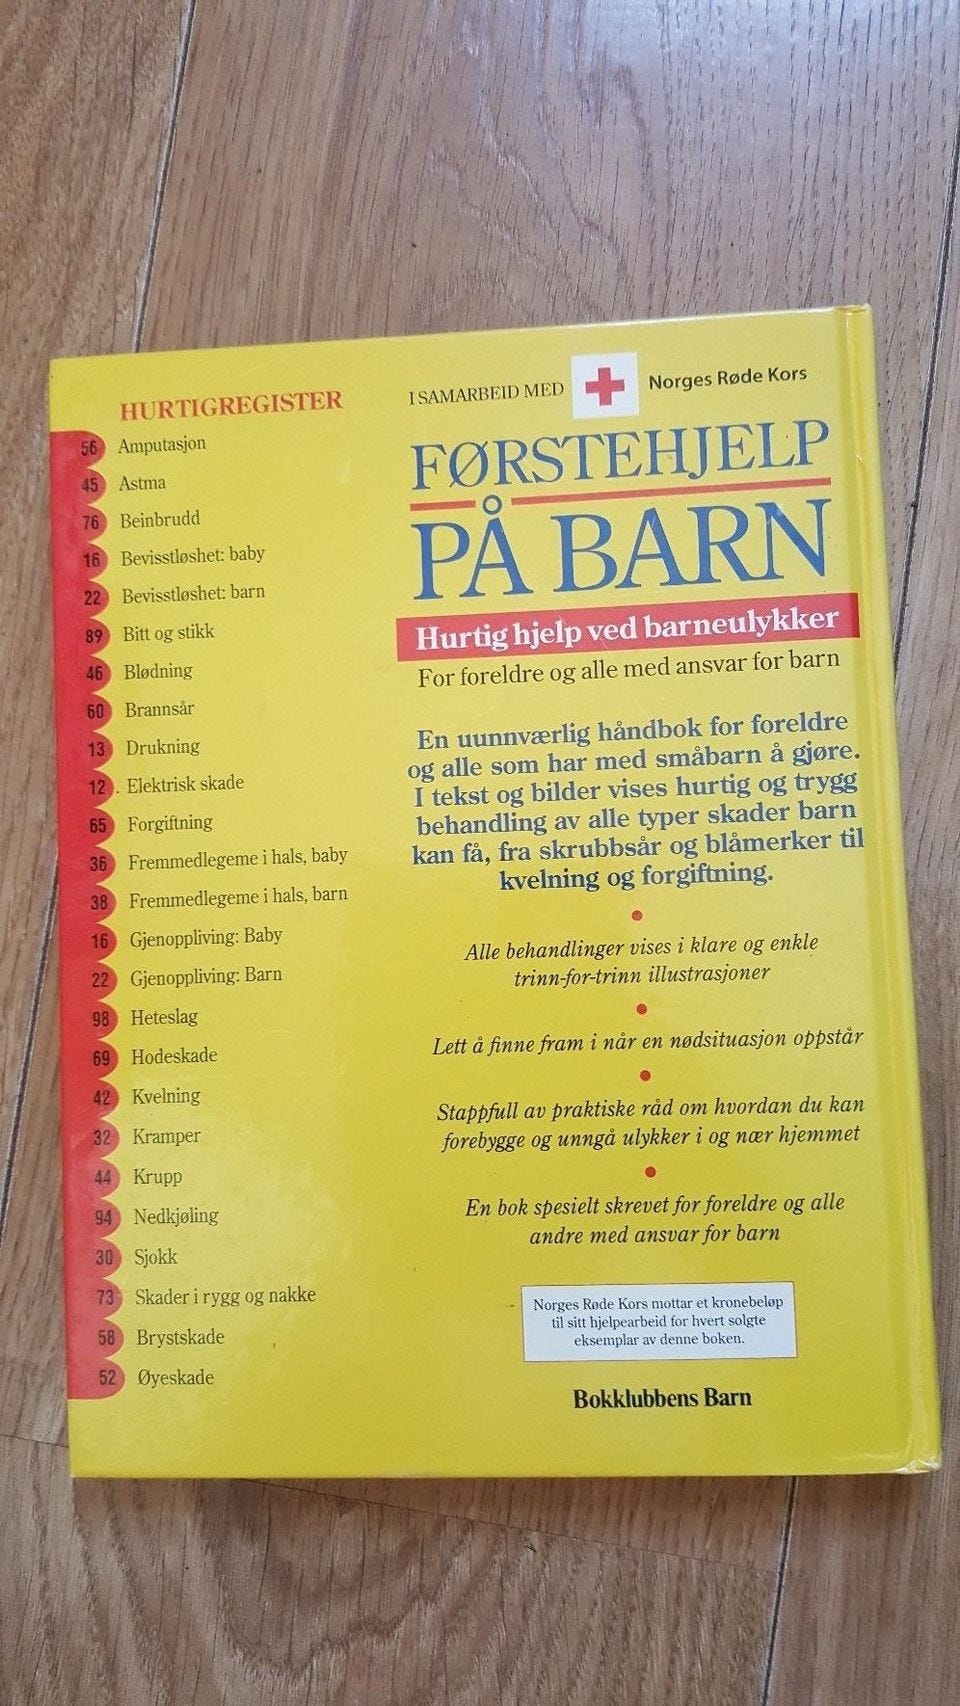 HURTIGREGISTER
56 Amputasjon
45 Astma
76 Beinbrudd
16 Bevisstløshet: baby
22 Bevisstløshet: barn
89 Bitt og stikk
46 Blødning
60 Brannsår
13 Drukning
12 . Elektrisk skade
65 Forgiftning
36 Fremmedlegeme i hals, baby
38 Fremmedlegeme i hals, barn
16 Gjenoppliving: Baby
22 Gjenoppliving: Barn
98 Heteslag
69 Hodeskade
42 Kvelning
32 Kramper
44 Krupp
94 Nedkjøling
30 Sjokk
73 Skader i rygg og nakke
58 Brystskade
52 Øyeskade
I SAMARBEID MED Norges Røde Kors
FØRSTEHJELP
PÅ BARN
Hurtig hjelp ved barneulykker
For foreldre og alle med ansvar for barn
En uunnværlig håndbok for foreldre
og alle som har med småbarn å gjøre.
I tekst og bilder vises hurtig og trygg
behandling av alle typer skader barn
kan få, fra skrubbsår og blåmerker til
kvelning og forgiftning.
Alle behandlinger vises i klare og enkle
trinn-for-trinn illustrasjoner
Lett å finne fram i når en nødsituasjon oppstår
Stappfull av praktiske råd om hvordan du kan
forebygge og unngå ulykker i og nær hjemmet
En bok spesielt skrevet for foreldre og alle
andre med ansvar for barn
Norges Røde Kors mottar et kronebeløp
til sitt hjelpearbeid for hvert solgte
eksemplar av denne boken.
Bokklubbens Barn